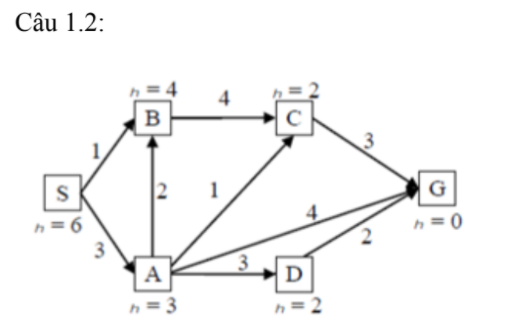 Câu 1.2:
h = 4
h = 2
4
B
C
1
3
S
2
1
G
h = 6
4
h = 0
3
2
3
A
D
h = 3
h = 2